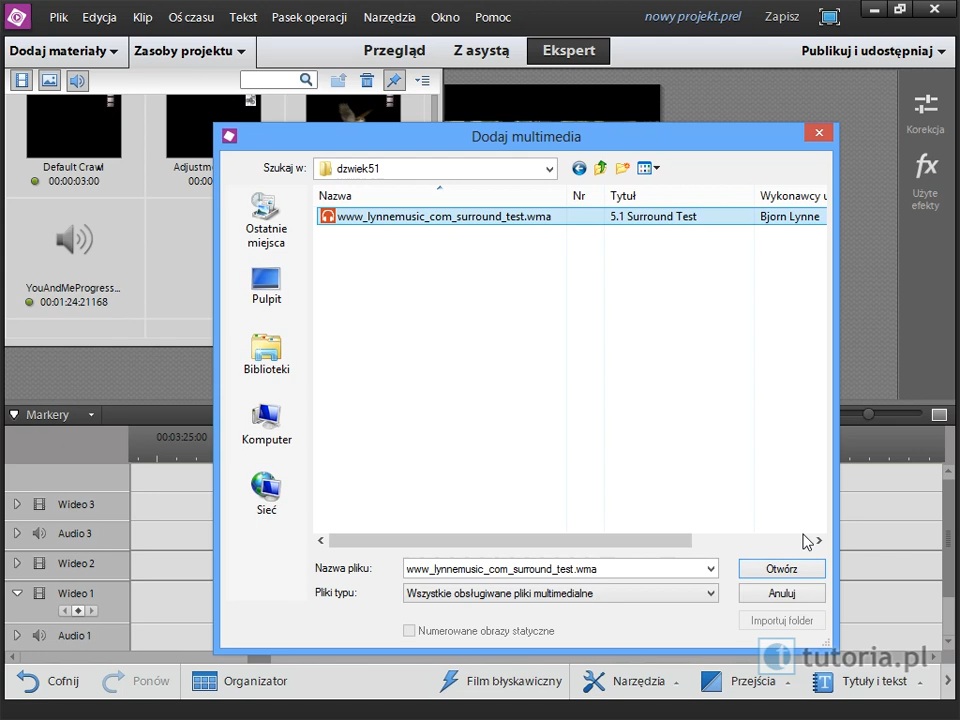 Plik Edycja Klip Oś czasu Tekst Pasek operacji Narzędzia Okno Pomoc nowy projekt.prel Zapisz
Dodaj materiały Zasoby projektu Przegląd Z asystą Ekspert Publikuj i udostępniaj
Default Crawl
00:00:03:00
Adjustm
00:00
YouAndMeProgress...
00:01:24:21168
Korekcja
fx
Użyte
efekty
Dodaj multimedia
Szukaj w: dzwiek51
Nazwa Nr Tytuł Wykonawcy u
www_lynnemusic_com_surround_test.wma 5.1 Surround Test Bjorn Lynne
Ostatnie
miejsca
Pulpit
Biblioteki
Komputer
Sieć
Nazwa pliku: www_lynnemusic_com_surround_test.wma Otwórz
Pliki typu: Wszystkie obsługiwane pliki multimedialne Anuluj
Importuj folder
Numerowane obrazy statyczne
Markery
00:03:25:00
Wideo 3
Audio 3
Wideo 2
Wideo 1
Audio 1
tutoria.pl
Cofnij Ponów Organizator Film błyskawiczny Narzędzia Przejścia Tytuły i tekst